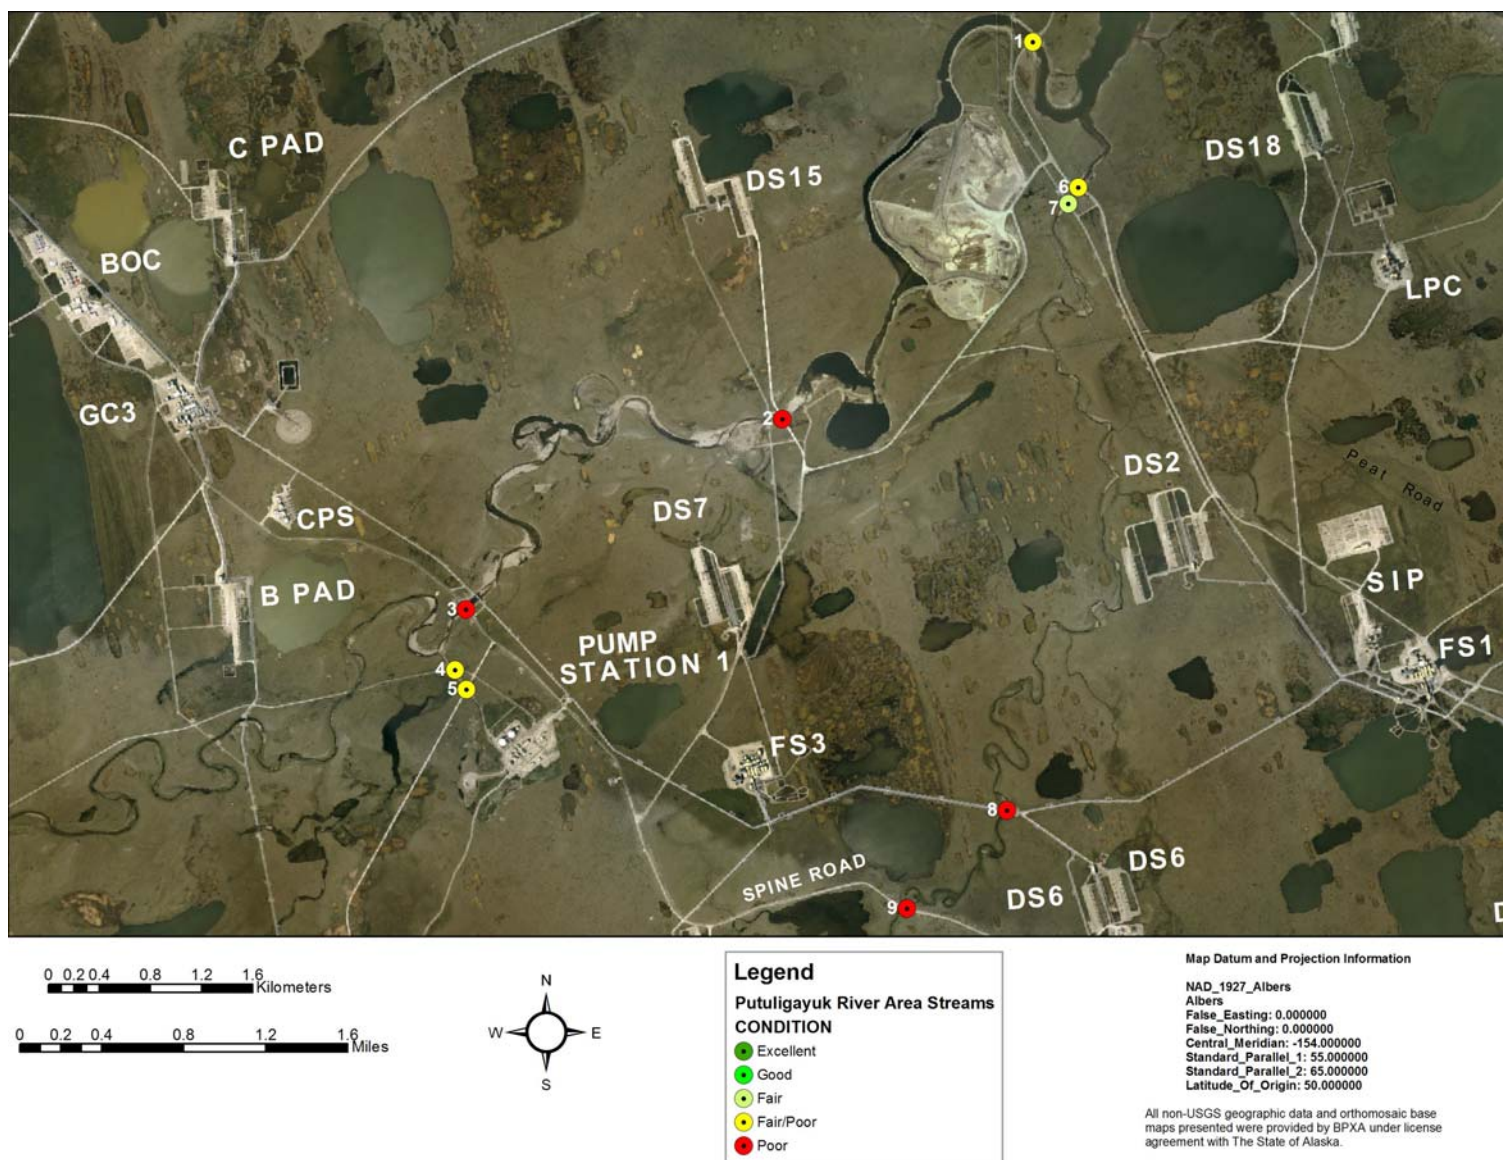 1
C PAD
DS15
DS18
6
7
BOC
LPC
GC3
2
DS2
Peat Road
DS7
CPS
SIP
B PAD
3
PUMP
STATION 1
FS1
4
5
FS3
8
SPINE ROAD
DS6
DS6
9
0 0.2 0.4 0.8 1.2 1.6
Kilometers
0 0.2 0.4 0.8 1.2 1.6
Miles
N
W E
S
Legend
Putuligayuk River Area Streams
CONDITION
Excellent
Good
Fair
Fair/Poor
Poor
Map Datum and Projection Information
NAD_1927_Albers
Albers
False_Easting: 0.000000
False_Northing: 0.000000
Central_Meridian: -154.000000
Standard_Parallel_1: 55.000000
Standard_Parallel_2: 65.000000
Latitude_Of_Origin: 50.000000
All non-USGS geographic data and orthomosaic base
maps presented were provided by BPXA under license
agreement with The State of Alaska.